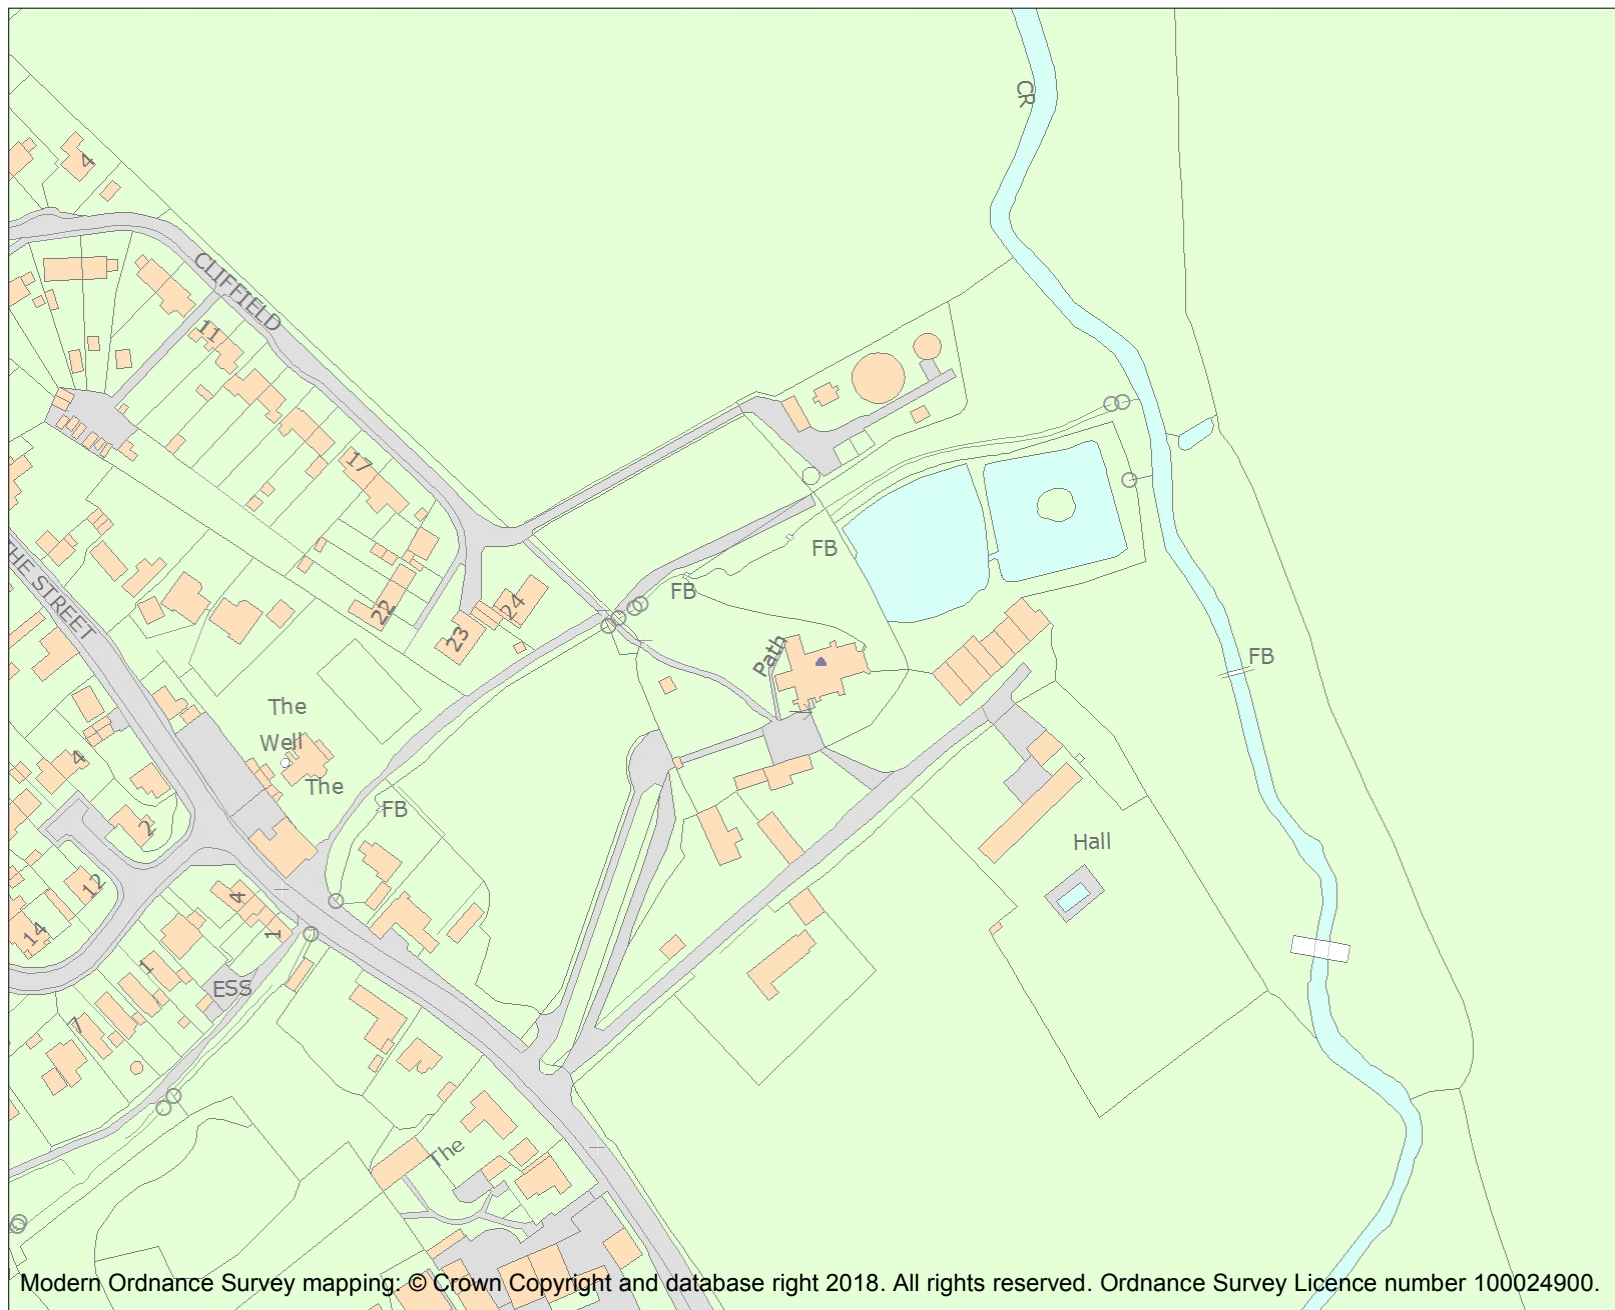 CR
4
CLIFFIELD
11
17
THE STREET
FB
FB
22
24
23
Path
FB
The
Well
The
4
FB
2
Hall
12
4
14
1
1
ESS
7
The
Modern Ordnance Survey mapping: © Crown Copyright and database right 2018. All rights reserved. Ordnance Survey Licence number 100024900.